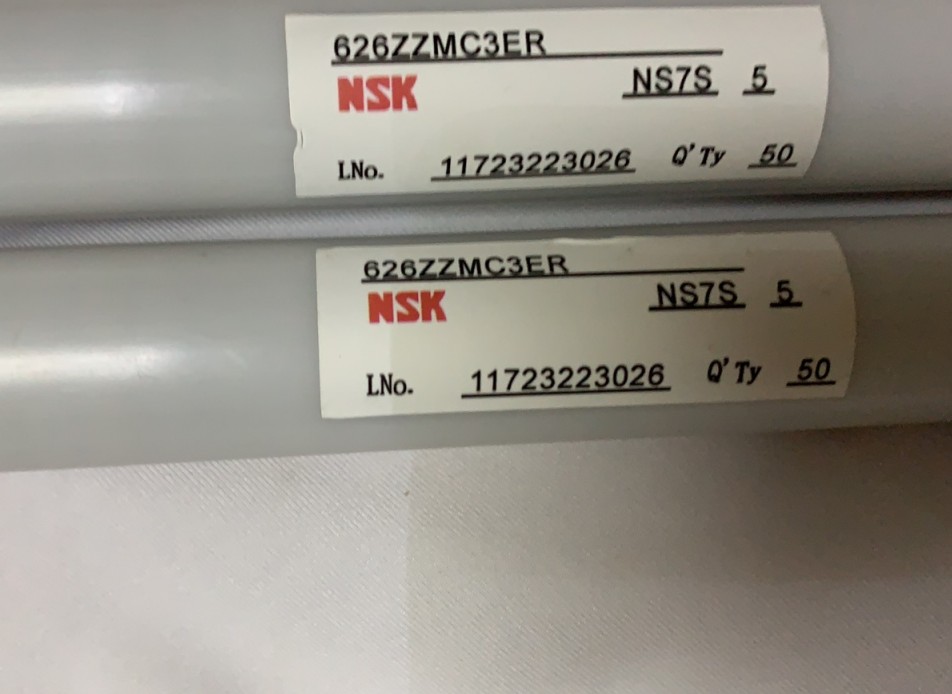 626ZZMC3ER
NSK NS7S 5
LNo. 11723223026 Q'Ty 50
626ZZMC3ER
NSK NS7S 5
LNo. 11723223026 Q'Ty 50